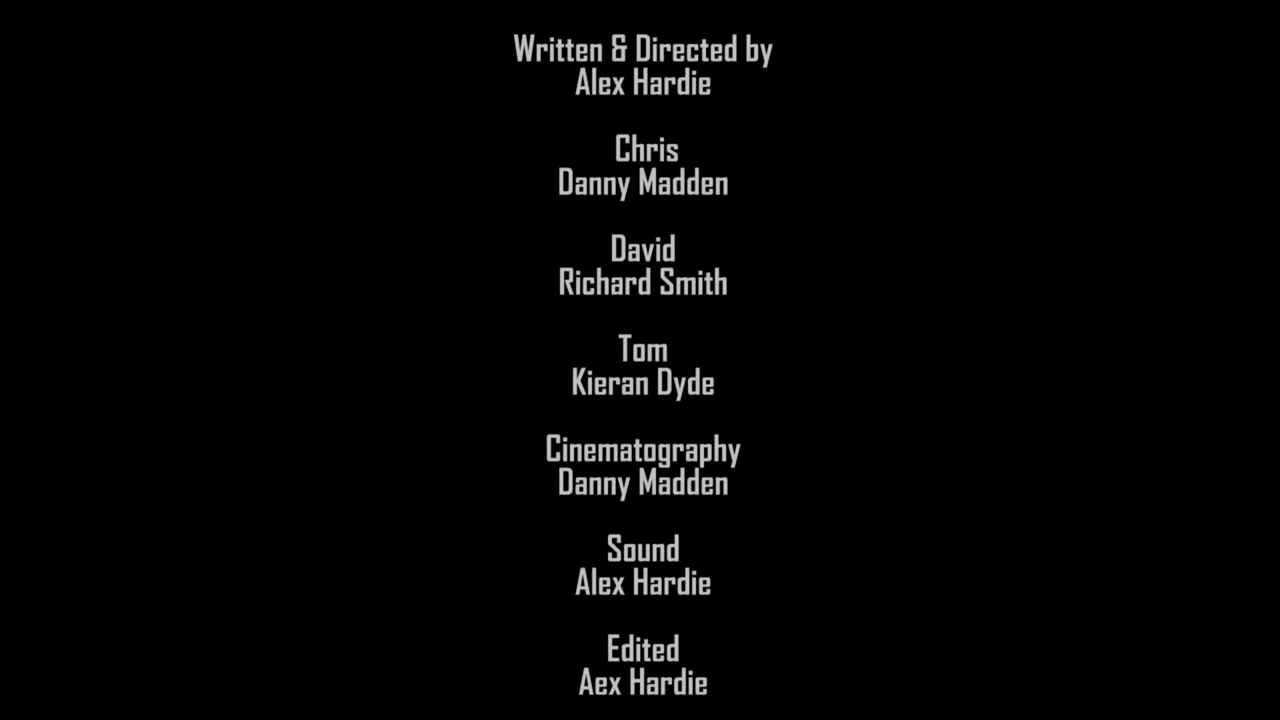 Written & Directed by
Alex Hardie
Chris
Danny Madden
David
Richard Smith
Tom
Kieran Dyde
Cinematography
Danny Madden
Sound
Alex Hardie
Edited
Aex Hardie